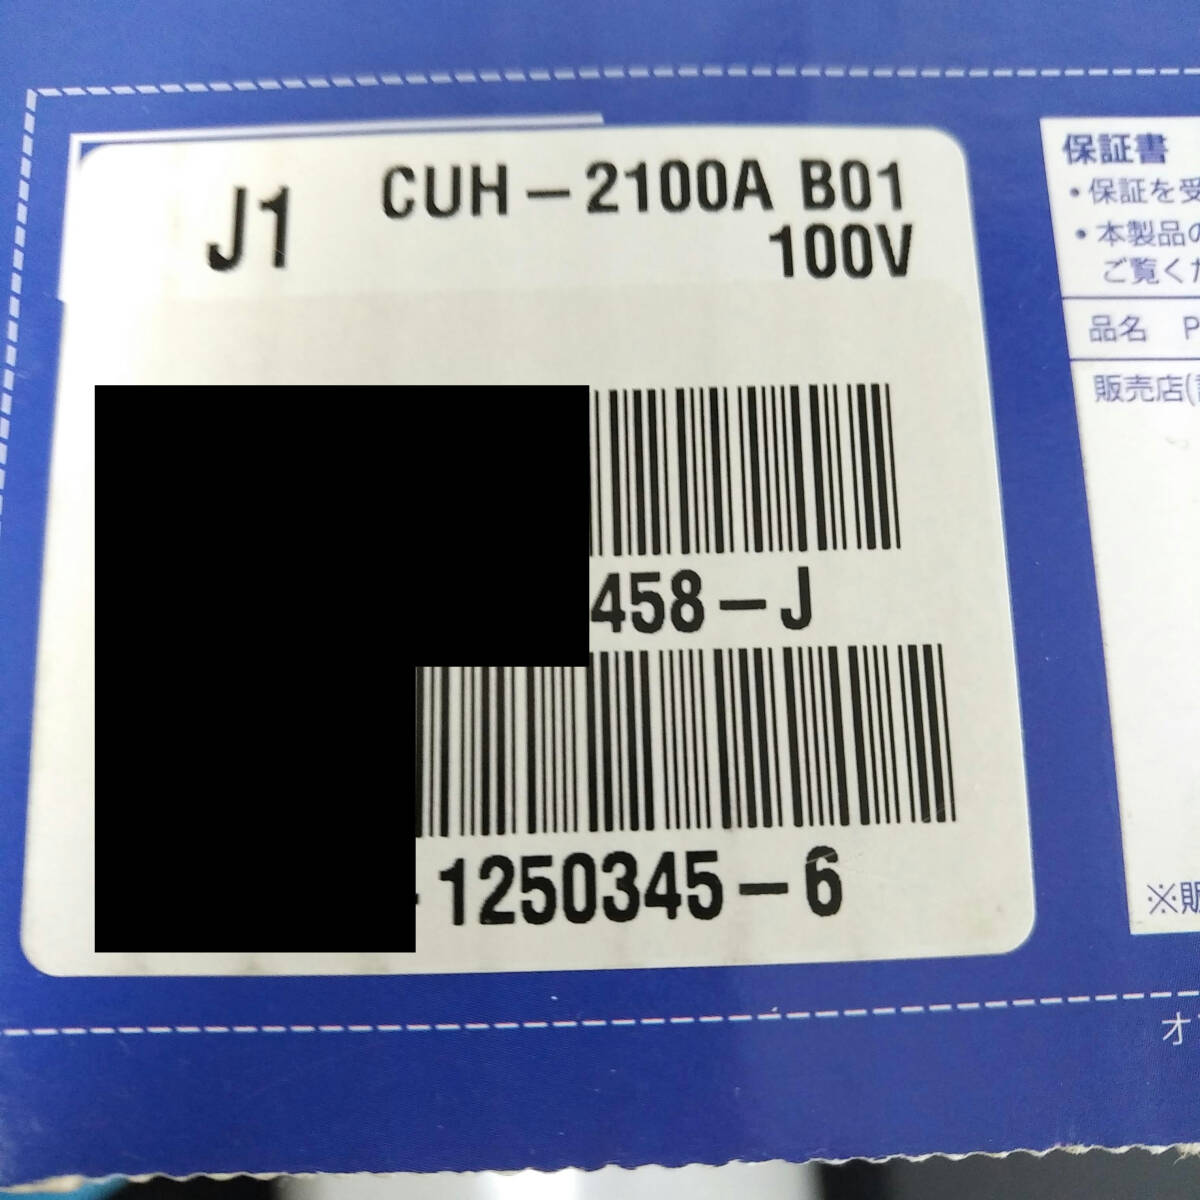 J1
CUH-2100A B01
100V
458-J
-1250345-6
保証書
・保証を受
・本製品の
ご覧くだ
品名 P
販売店(
※販
オ